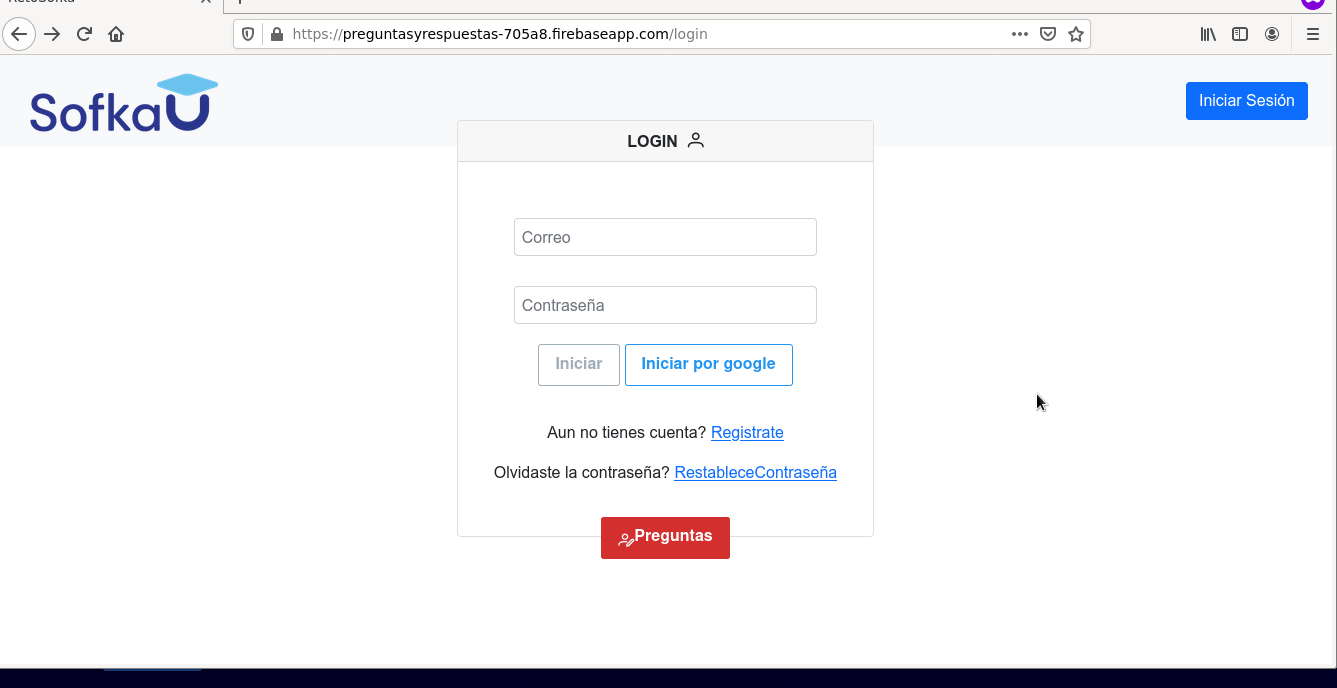 RetoSofka
https://preguntasyrespuestas-705a8.firebaseapp.com/login
SofkaU
Iniciar Sesión
LOGIN
Correo
Contraseña
Iniciar
Iniciar por google
Aun no tienes cuenta? Registrate
Olvidaste la contraseña? RestableceContraseña
Preguntas